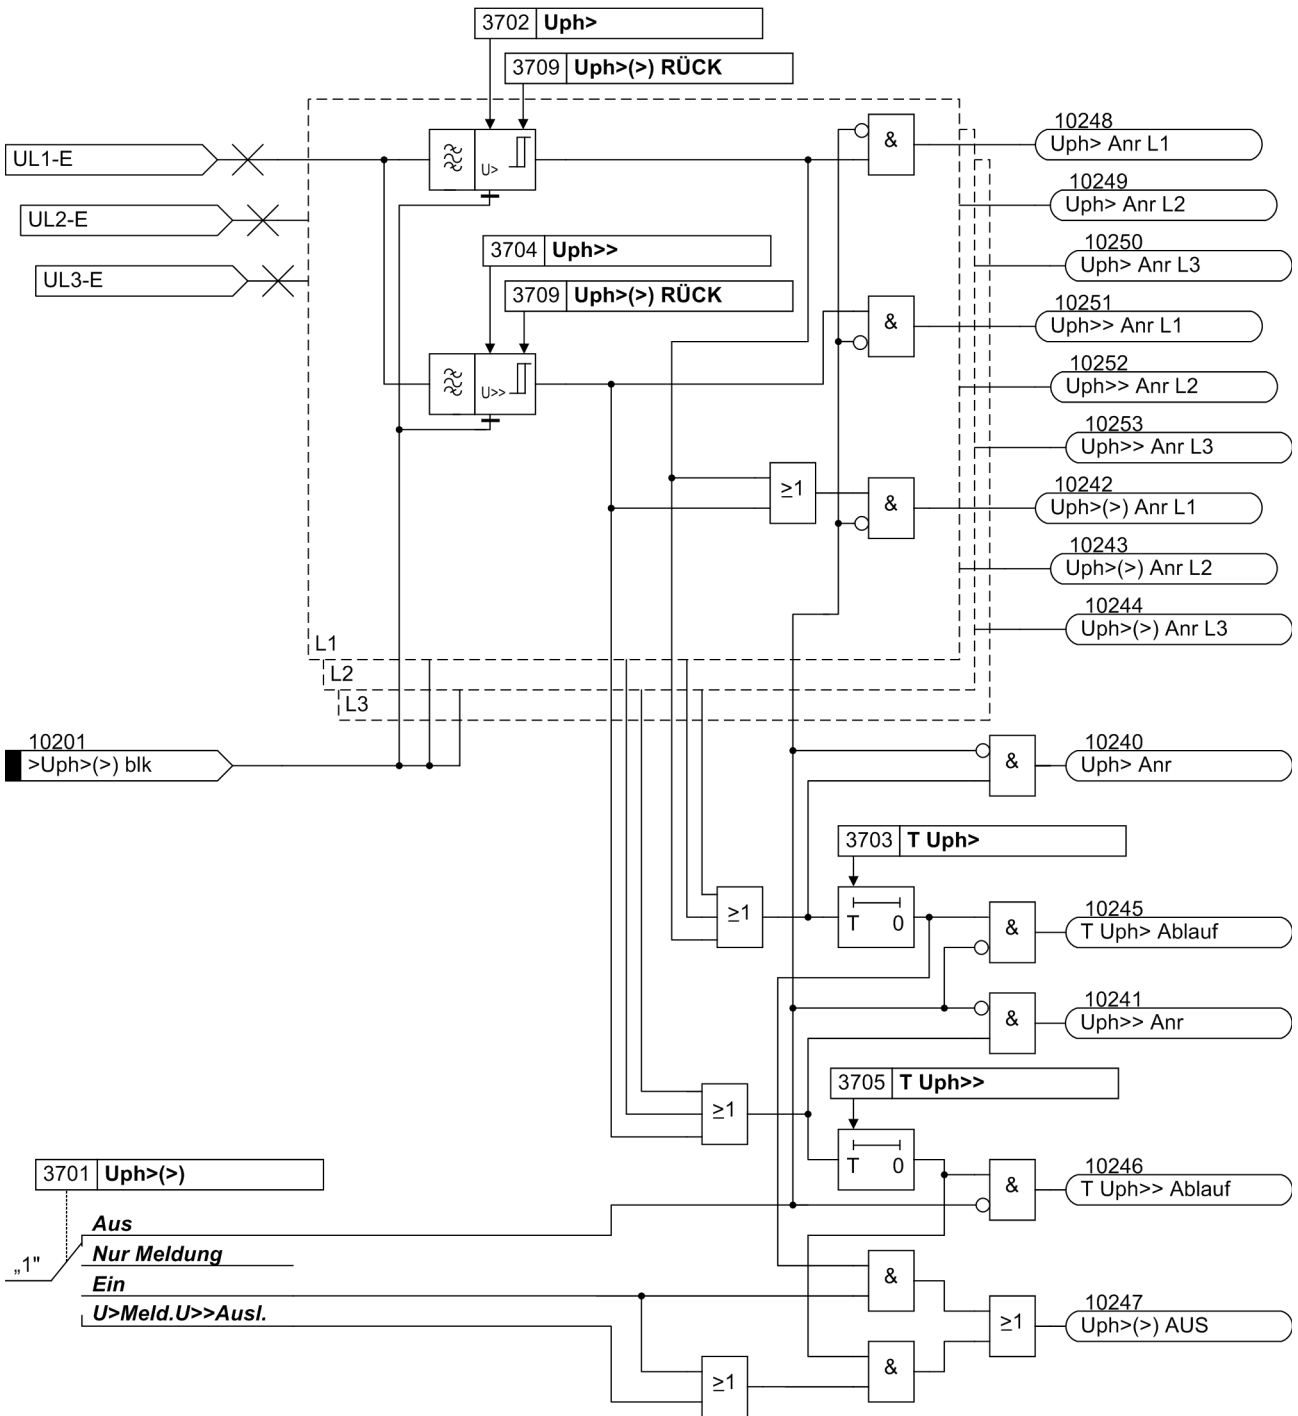 3702 Uph>
3709 Uph>(>) RÜCK
UL1-E
U>
&
10248
Uph> Anr L1
10249
Uph> Anr L2
UL2-E
3704 Uph>>
10250
Uph> Anr L3
UL3-E
3709 Uph>(>) RÜCK
&
10251
Uph>> Anr L1
U>>
10252
Uph>> Anr L2
10253
Uph>> Anr L3
≥1
&
10242
Uph>(>) Anr L1
10243
Uph>(>) Anr L2
10244
Uph>(>) Anr L3
L1
L2
L3
10201
>Uph>(>) blk
&
10240
Uph> Anr
3703 T Uph>
≥1
T 0
&
10245
T Uph> Ablauf
&
10241
Uph>> Anr
3705 T Uph>>
≥1
T 0
3701 Uph>(>)
&
10246
T Uph>> Ablauf
Aus
„1"
Nur Meldung
Ein
U>Meld.U>>Ausl.
&
≥1
10247
Uph>(>) AUS
≥1
&